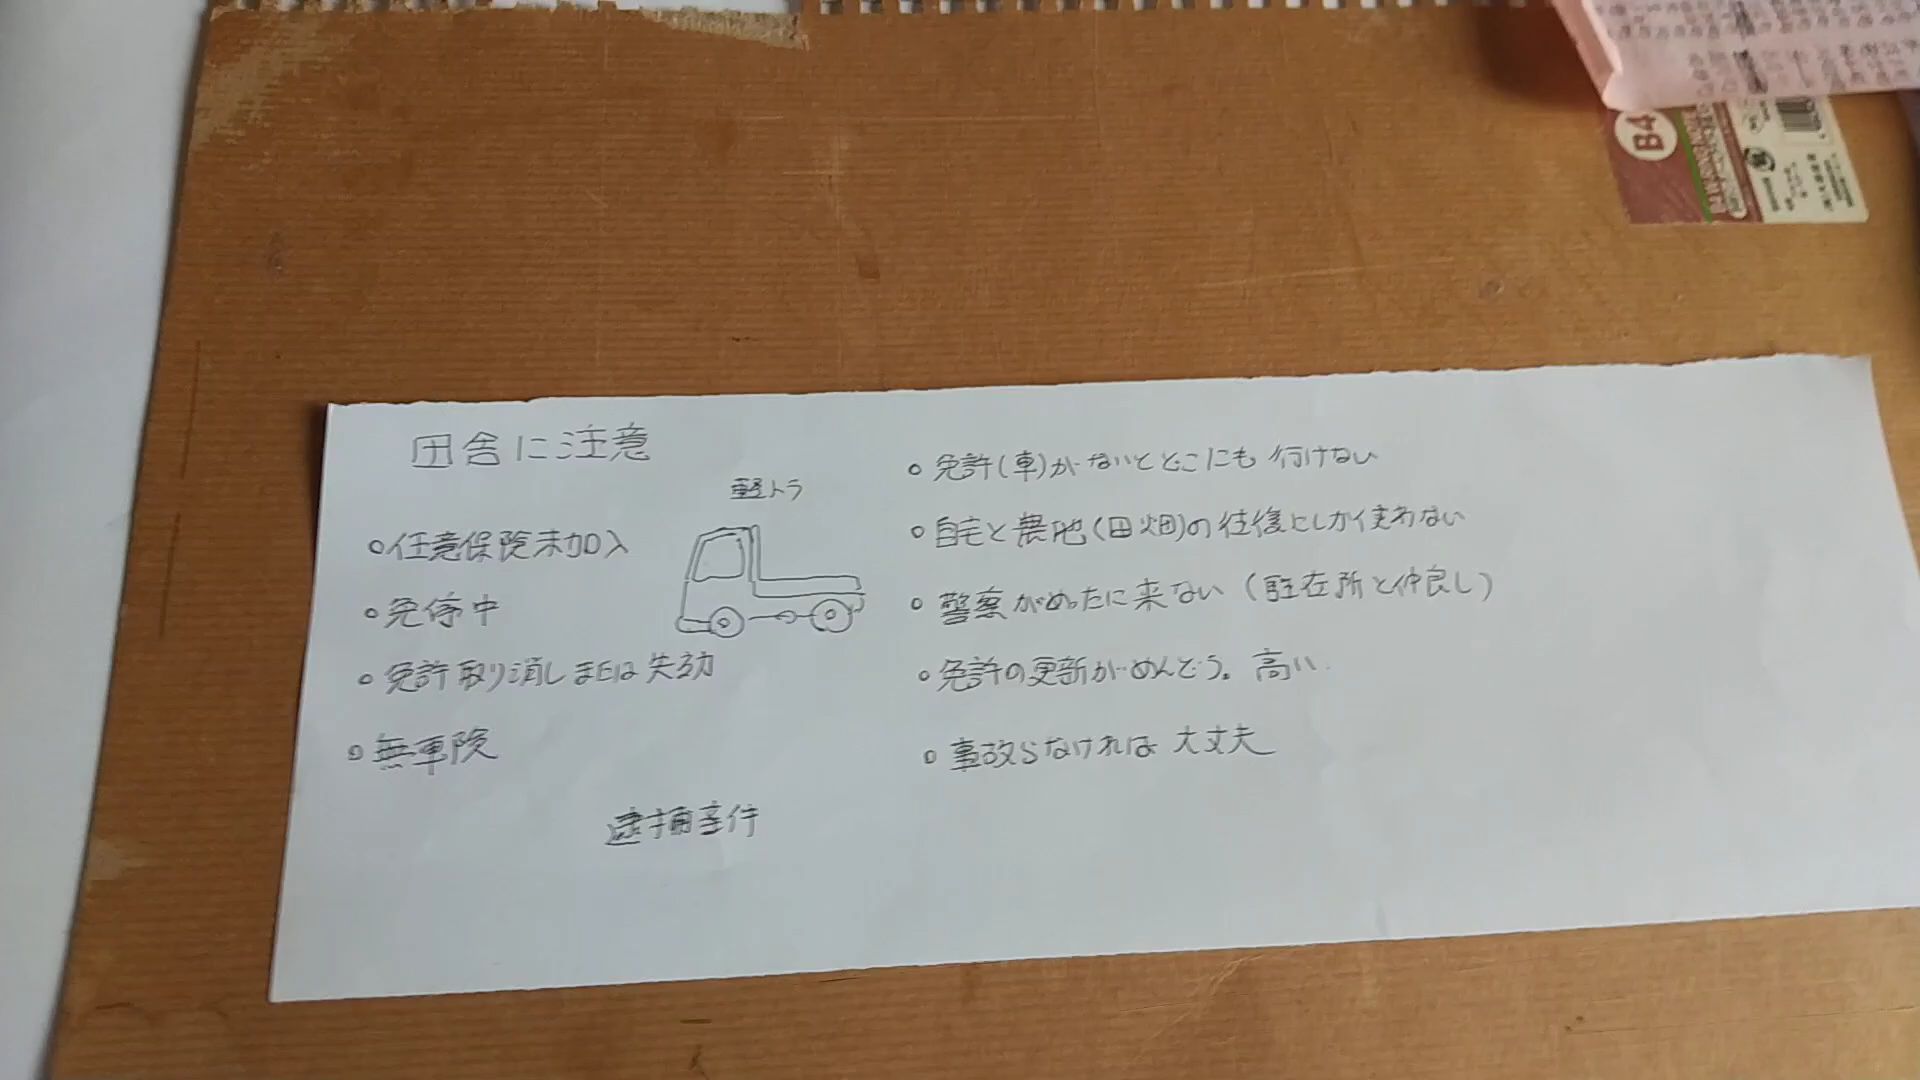 田舎に注意
軽トラ
○任意保険未加入
○免停中
○免許取り消しまたは失効
○無車険
逮捕案件
○免許(車)がないとどこにも行けない
○自宅と農地(田畑)の往復にしか使わない
○警察がめったに来ない(駐在所と仲良し)
○免許の更新がめんどう。高い
○事故らなければ大丈夫
B4